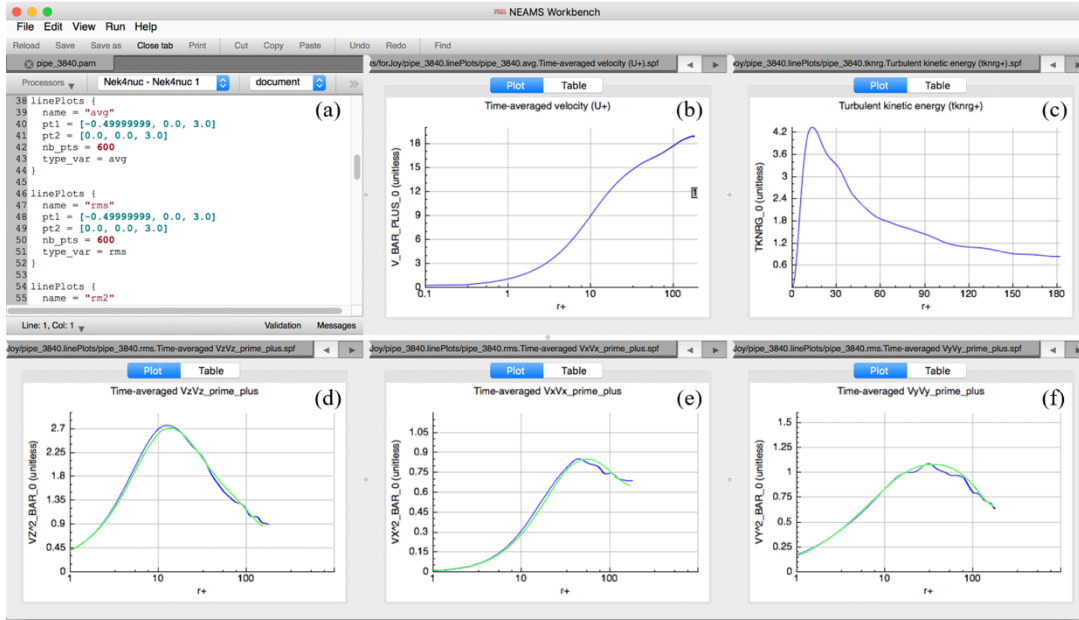 NEAMS Workbench
File Edit View Run Help
Reload Save Save as Close tab Print Cut Copy Paste Undo Redo Find
pipe_3840.parn
Processors Nek4nuc - Nek4nuc 1 document
(a)
38 linePlots {
39 name = "avg"
40 pt1 = [-0.49999999, 0.0, 3.0]
41 pt2 = [0.0, 0.0, 3.0]
42 nb_pts = 600
43 type_var = avg
44 }
45
46 linePlots {
47 name = "rms"
48 pt1 = [-0.49999999, 0.0, 3.0]
49 pt2 = [0.0, 0.0, 3.0]
50 nb_pts = 600
51 type_var = rms
52 }
53
54 linePlots {
55 name = "rm2"
Line: 1, Col: 1 Validation Messages
es/forJoy/pipe_3840.linePlots/pipe_3840.avg.Time-averaged velocity (U+).spf
Plot Table
Time-averaged velocity (U+)
(b)
V_BAR_PLUS_0 (unitless)
18
15
12
9
6
3
0
0.1 1 10 100
r+
1
oy/pipe_3840.linePlots/pipe_3840.tknrg.Turbulent kinetic energy (tknrg+).spf
Plot Table
Turbulent kinetic energy (tknrg+)
(c)
TKNRG_0 (unitless)
4.2
3.6
3
2.4
1.8
1.2
0.6
0 30 60 90 120 150 180
r+
Joy/pipe_3840.linePlots/pipe_3840.rms.Time-averaged VzVz_prime_plus.spf
Plot Table
Time-averaged VzVz_prime_plus
(d)
VZ^2_BAR_0 (unitless)
2.7
2.25
1.8
1.35
0.9
0.45
0
1 10 100
r+
Joy/pipe_3840.linePlots/pipe_3840.rms.Time-averaged VxVx_prime_plus.spf
Plot Table
Time-averaged VxVx_prime_plus
(e)
VX^2_BAR_0 (unitless)
1.05
0.9
0.75
0.6
0.45
0.3
0.15
0
1 10 100
r+
Joy/pipe_3840.linePlots/pipe_3840.rms.Time-averaged VyVy_prime_plus.spf
Plot Table
Time-averaged VyVy_prime_plus
(f)
VY^2_BAR_0 (unitless)
1.5
1.25
1
0.75
0.5
0.25
0
1 10 100
r+